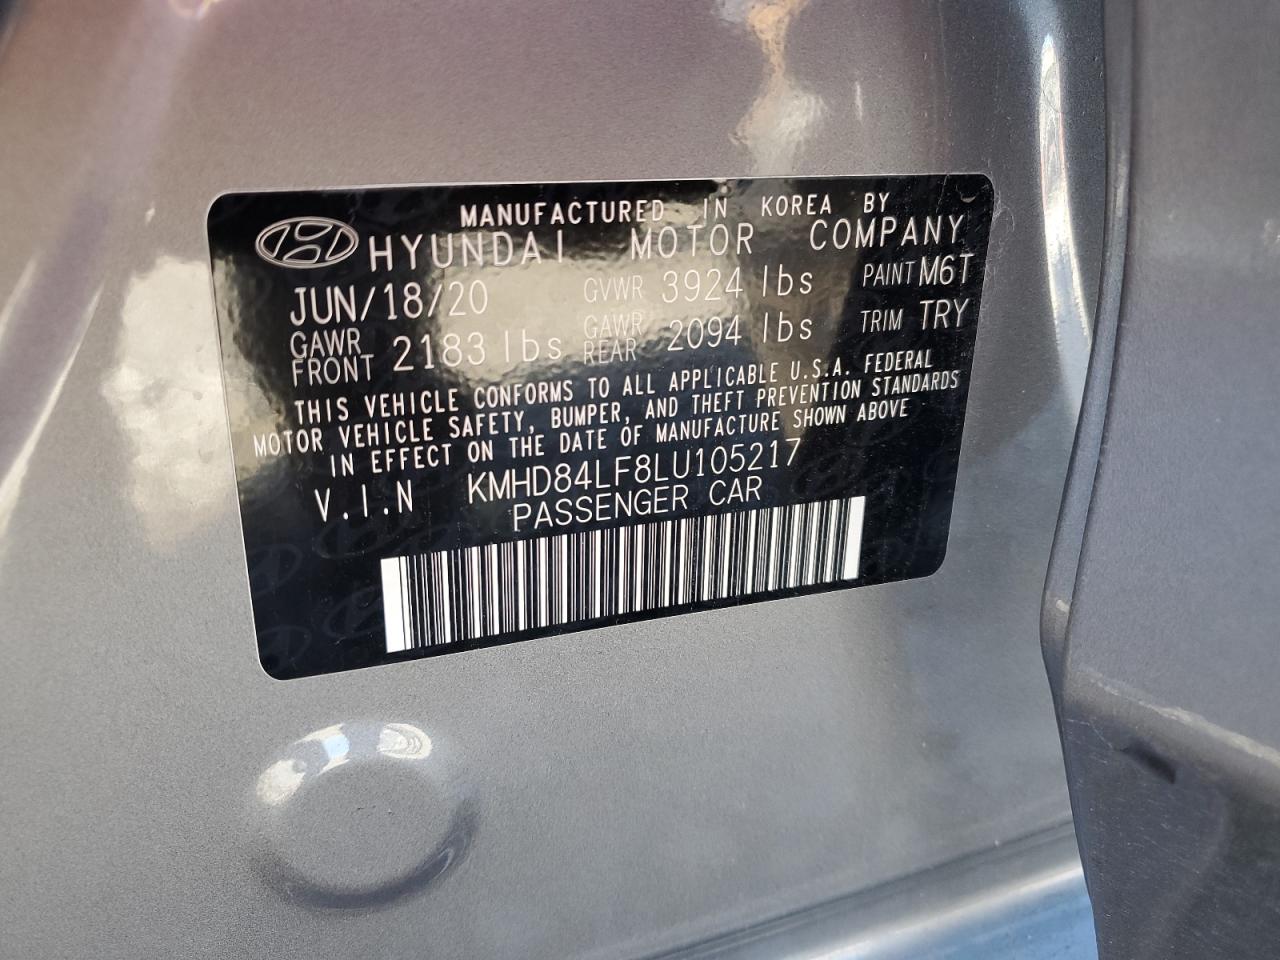 MANUFACTURED IN KOREA BY
HYUNDAI MOTOR COMPANY
JUN/18/20 GVWR 3924 lbs PAINT M6T
GAWR FRONT 2183 lbs GAWR REAR 2094 lbs TRIM TRY
THIS VEHICLE CONFORMS TO ALL APPLICABLE U.S.A. FEDERAL
MOTOR VEHICLE SAFETY, BUMPER, AND THEFT PREVENTION STANDARDS
IN EFFECT ON THE DATE OF MANUFACTURE SHOWN ABOVE
V.I.N KMHD84LF8LU105217
PASSENGER CAR